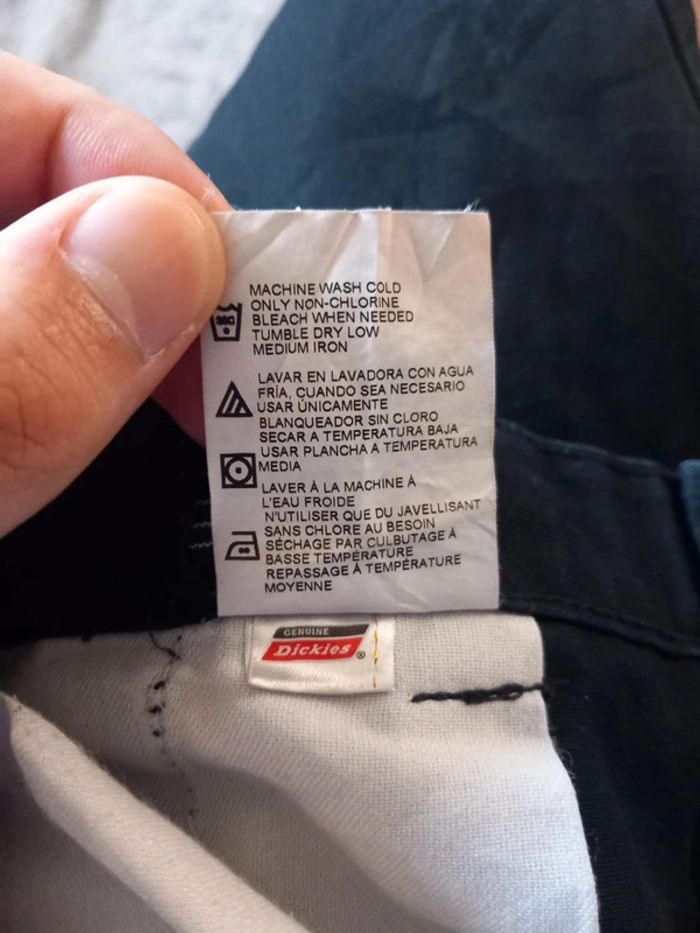 MACHINE WASH COLD
ONLY NON-CHLORINE
BLEACH WHEN NEEDED
TUMBLE DRY LOW
MEDIUM IRON
LAVAR EN LAVADORA CON AGUA
FRÍA, CUANDO SEA NECESARIO
USAR ÚNICAMENTE
BLANQUEADOR SIN CLORO
SECAR A TEMPERATURA BAJA
USAR PLANCHA A TEMPERATURA
MEDIA
LAVER À LA MACHINE À
L'EAU FROIDE
N'UTILISER QUE DU JAVELLISANT
SANS CHLORE AU BESOIN
SÉCHAGE PAR CULBUTAGE À
BASSE TEMPÉRATURE
REPASSAGE À TEMPÉRATURE
MOYENNE
GENUINE
Dickies®